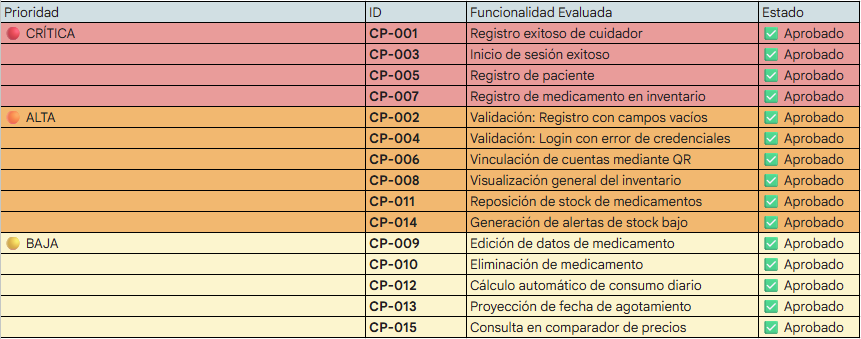 Prioridad ID Funcionalidad Evaluada Estado
CRÍTICA CP-001 Registro exitoso de cuidador Aprobado
CP-003 Inicio de sesión exitoso Aprobado
CP-005 Registro de paciente Aprobado
CP-007 Registro de medicamento en inventario Aprobado
ALTA CP-002 Validación: Registro con campos vacíos Aprobado
CP-004 Validación: Login con error de credenciales Aprobado
CP-006 Vinculación de cuentas mediante QR Aprobado
CP-008 Visualización general del inventario Aprobado
CP-011 Reposición de stock de medicamentos Aprobado
CP-014 Generación de alertas de stock bajo Aprobado
BAJA CP-009 Edición de datos de medicamento Aprobado
CP-010 Eliminación de medicamento Aprobado
CP-012 Cálculo automático de consumo diario Aprobado
CP-013 Proyección de fecha de agotamiento Aprobado
CP-015 Consulta en comparador de precios Aprobado